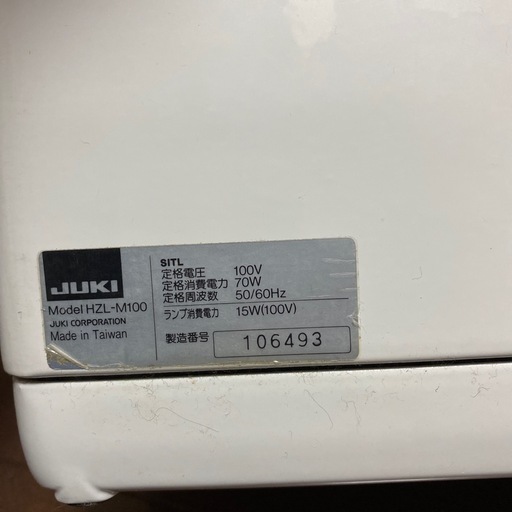 JUKI
Model HZL-M100
JUKI CORPORATION
Made in Taiwan
SITL
定格電圧 100V
定格消費電力 70W
定格周波数 50/60Hz
ランプ消費電力 15W(100V)
製造番号 106493